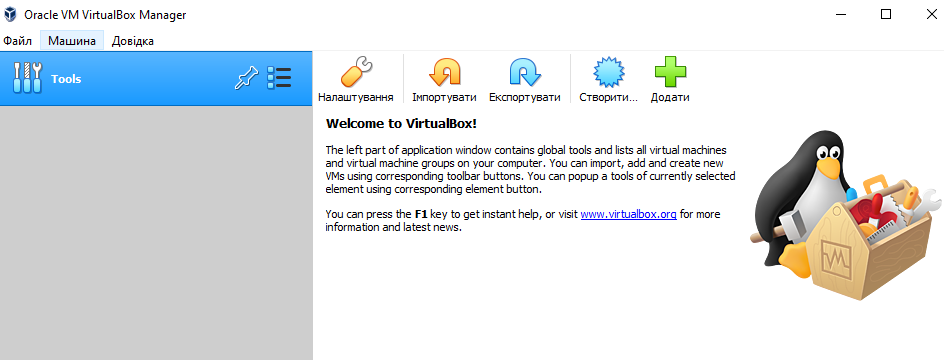 Oracle VM VirtualBox Manager
Файл Машина Довідка
Tools
Налаштування Імпортувати Експортувати Створити... Додати
Welcome to VirtualBox!
The left part of application window contains global tools and lists all virtual machines
and virtual machine groups on your computer. You can import, add and create new
VMs using corresponding toolbar buttons. You can popup a tools of currently selected
element using corresponding element button.
You can press the F1 key to get instant help, or visit www.virtualbox.org for more
information and latest news.